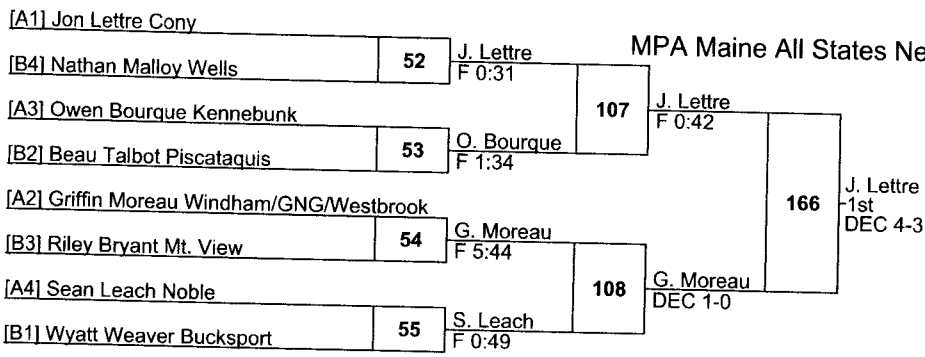 [A1] Jon Lettre Cony
52
J. Lettre
F 0:31
[B4] Nathan Malloy Wells
MPA Maine All States Ne
107
J. Lettre
F 0:42
[A3] Owen Bourque Kennebunk
53
O. Bourque
F 1:34
[B2] Beau Talbot Piscataquis
166
J. Lettre
1st
DEC 4-3
[A2] Griffin Moreau Windham/GNG/Westbrook
54
G. Moreau
F 5:44
[B3] Riley Bryant Mt. View
108
G. Moreau
DEC 1-0
[A4] Sean Leach Noble
55
S. Leach
F 0:49
[B1] Wyatt Weaver Bucksport